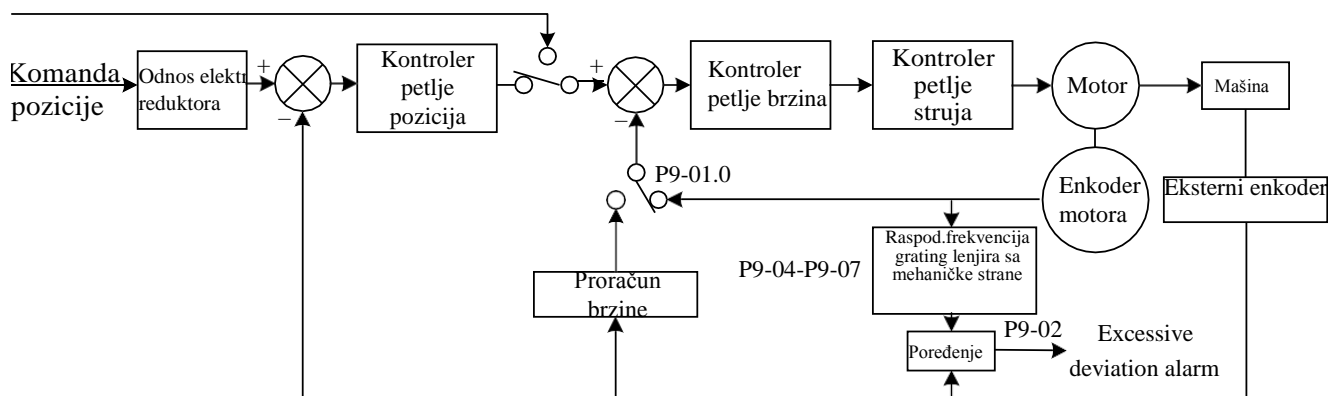 Komanda
pozicije
Odnos elektr
reduktora
+
−
Kontroler
petlje
pozicija
+
−
Kontroler
petlje brzina
Kontroler
petlje
struja
Motor
Mašina
P9-01.0
Enkoder
motora
Eksterni enkoder
Proračun
brzine
P9-04-P9-07
Raspod.frekvencija
grating lenjira sa
mehaničke strane
Poređenje
P9-02
Excessive
deviation alarm